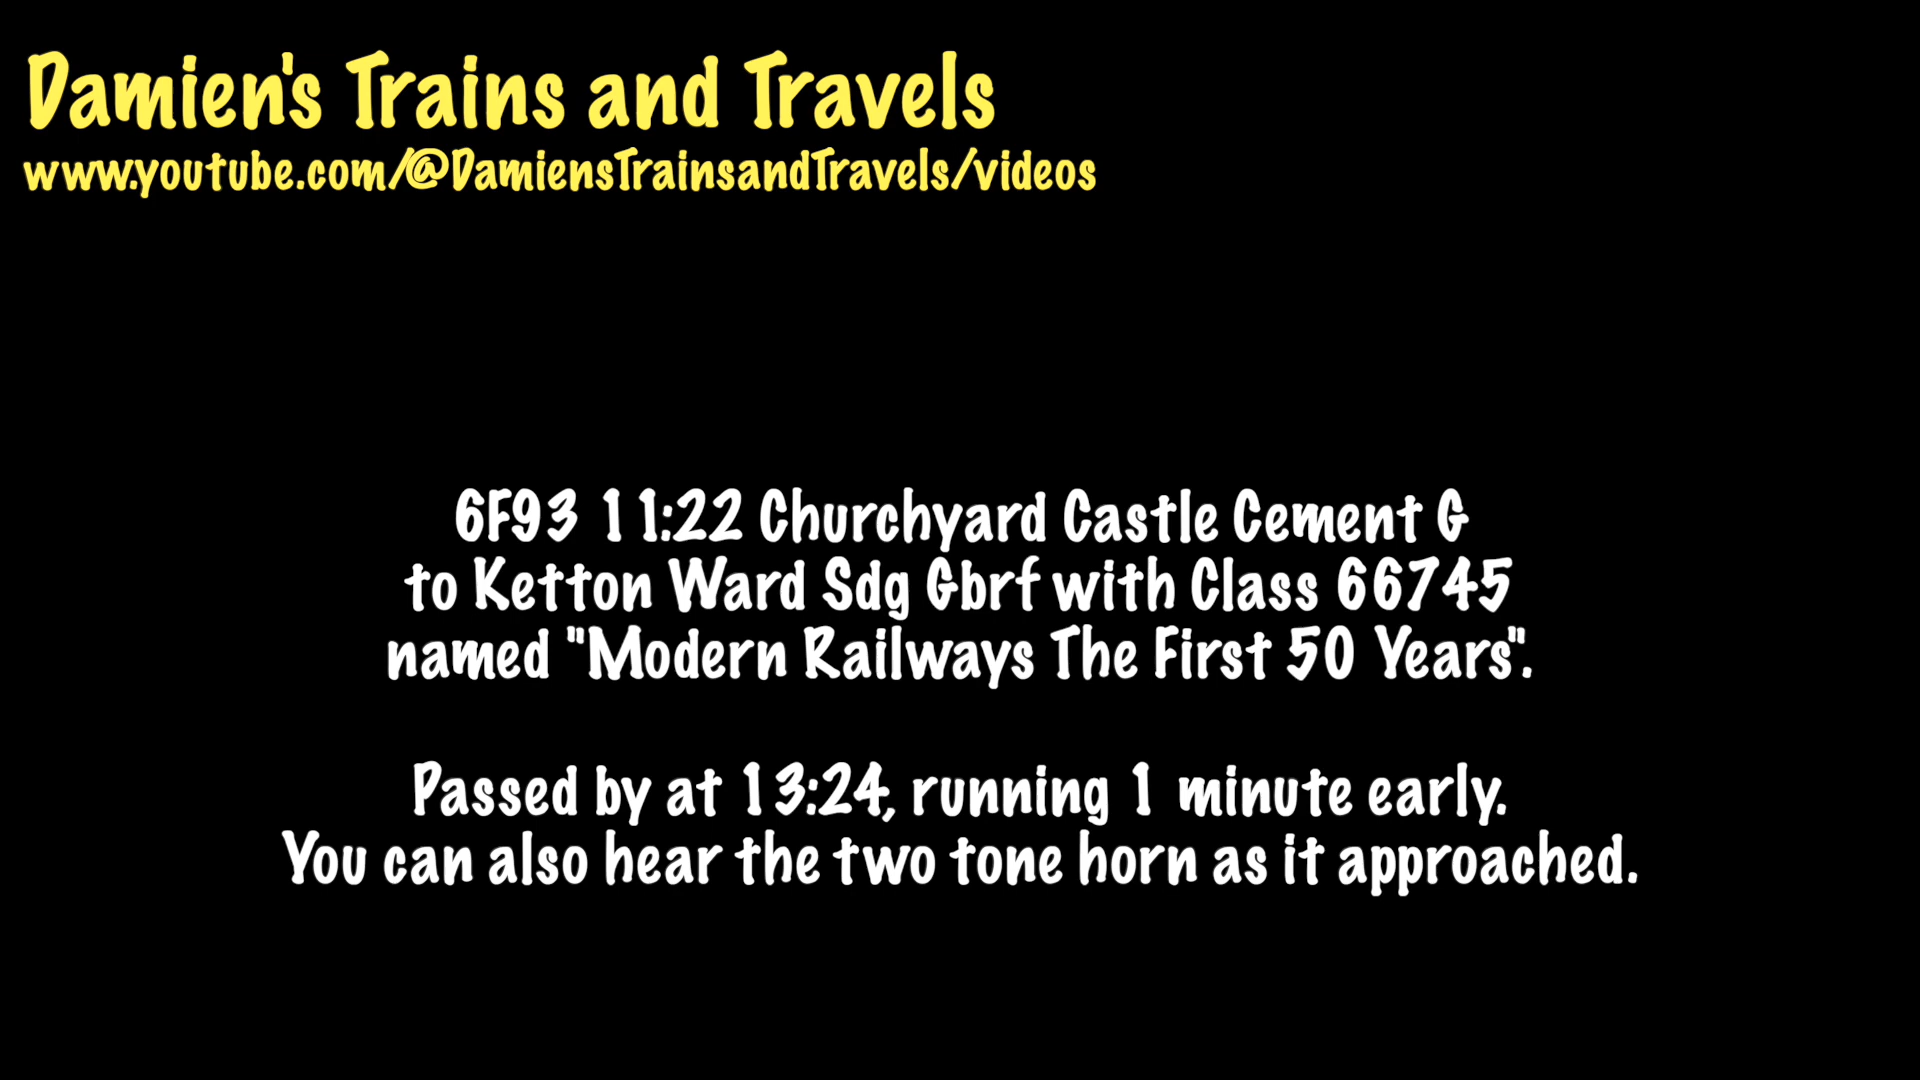 Damien's Trains and Travels
www.youtube.com/@DamiensTrainsandTravels/videos
6F93 11:22 Churchyard Castle Cement G
to Ketton Ward Sdg Gbrf with Class 66745
named "Modern Railways The First 50 Years".
Passed by at 13:24, running 1 minute early.
You can also hear the two tone horn as it approached.